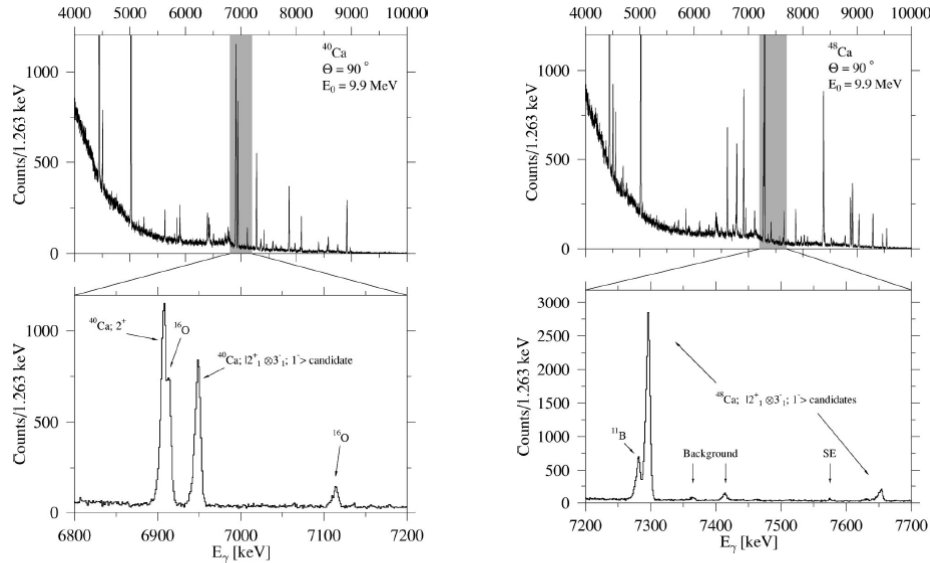 4000 5000 6000 7000 8000 9000 10000
⁴⁰Ca
Θ = 90 °
E₀ = 9.9 MeV
Counts/1.263 keV
1000
500
0
4000 5000 6000 7000 8000 9000 10000
⁴⁸Ca
Θ = 90 °
E₀ = 9.9 MeV
Counts/1.263 keV
1000
500
0
⁴⁰Ca; 2⁺
¹⁶O
⁴⁰Ca; |2⁺₁ ⊗3⁻₁; 1⁻> candidate
¹⁶O
Counts/1.263 keV
1000
500
0
6800 6900 7000 7100 7200
Eγ [keV]
⁴⁸Ca; |2⁺₁ ⊗3⁻₁; 1⁻> candidates
¹¹B
Background
SE
Counts/1.263 keV
3000
2500
2000
1500
1000
500
0
7200 7300 7400 7500 7600 7700
Eγ [keV]